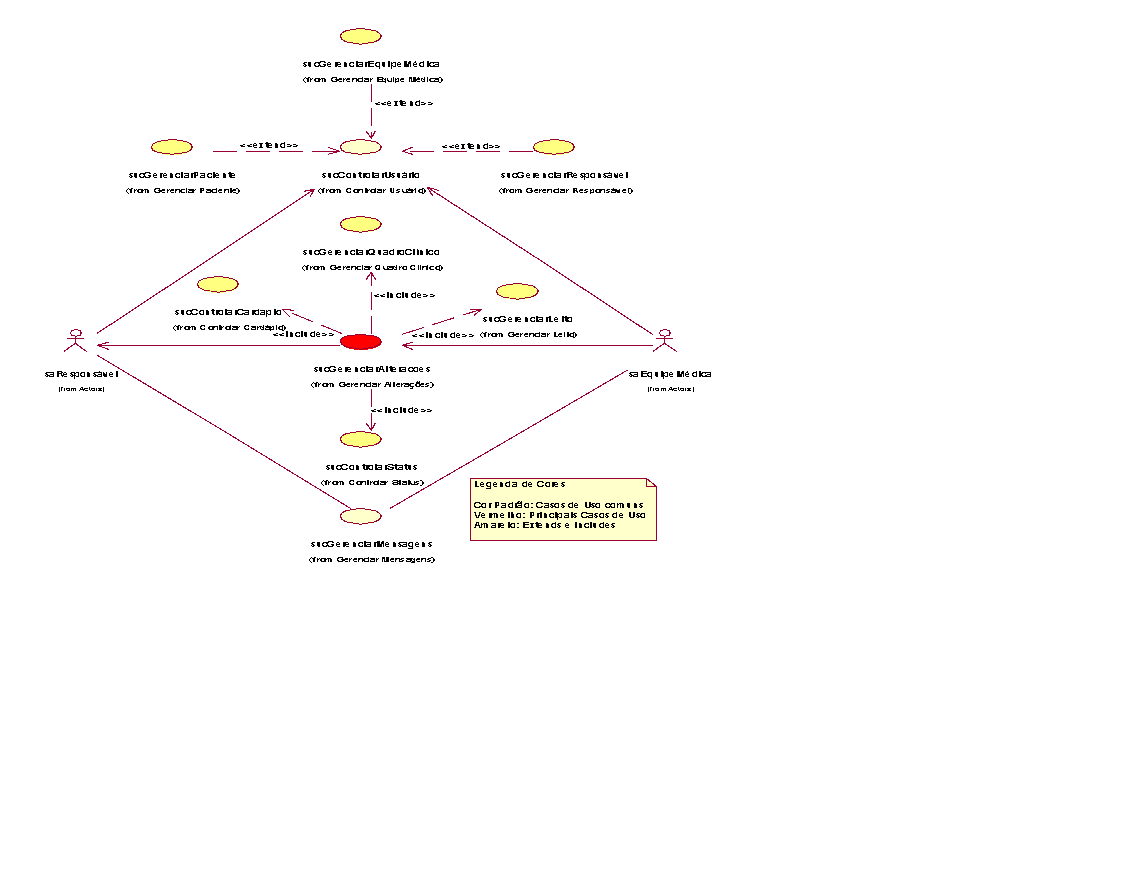 sucGerenciarEquipeMédica
(from Gerenciar Equipe Médica)
<<extend>>
<<extend>>
<<extend>>
sucGerenciarPaciente
(from Gerenciar Paciente)
sucControlarUsuário
(from Controlar Usuário)
sucGerenciarResponsável
(from Gerenciar Responsável)
sucGerenciarQuadroClinico
(from Gerenciar Quadro Clinico)
<<include>>
sucControlarCardapio
(from Controlar Cardápio)
<<include>>
sucGerenciarLeito
(from Gerenciar Leito)
<<include>>
saResponsável
(from Actors)
sucGerenciarAlteracoes
(from Gerenciar Alterações)
saEquipeMédica
(from Actors)
<<include>>
sucControlarStatus
(from Controlar Status)
Legenda de Cores
Cor Padrão: Casos de Uso comuns
Vermelho: Principais Casos de Uso
Amarelo: Extends e Includes
sucGerenciarMensagens
(from Gerenciar Mensagens)